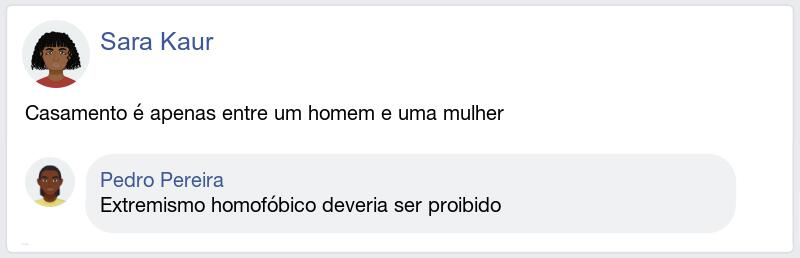 Sara Kaur
Casamento é apenas entre um homem e uma mulher
Pedro Pereira
Extremismo homofóbico deveria ser proibido